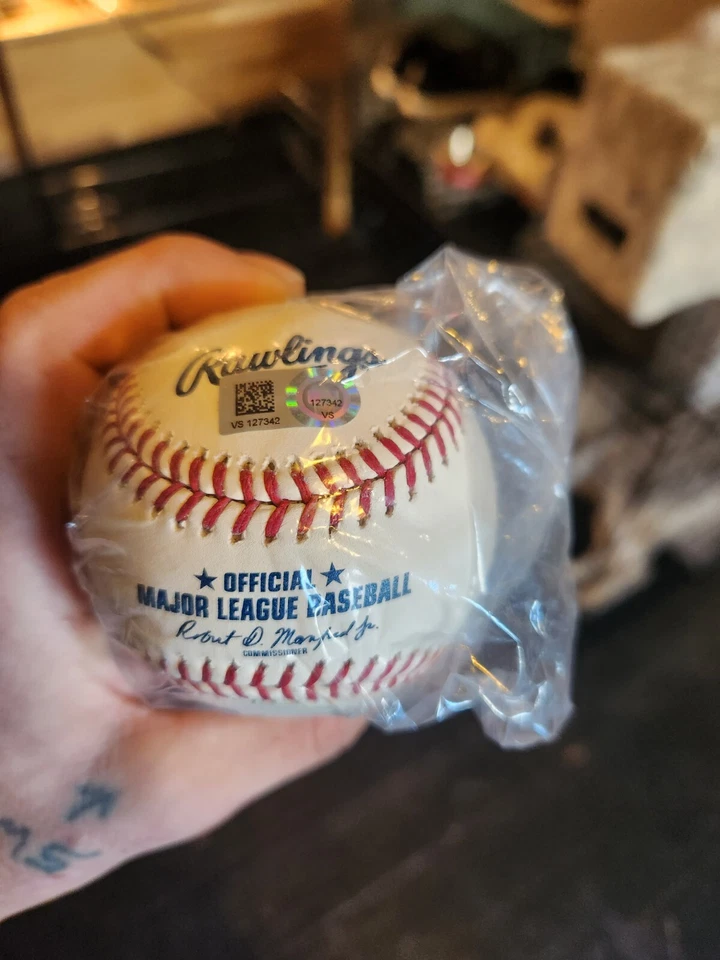 Rawlings
127342
VS
VS 127342
OFFICIAL
MAJOR LEAGUE BASEBALL
Robert D. Manfred Jr.
COMMISSIONER